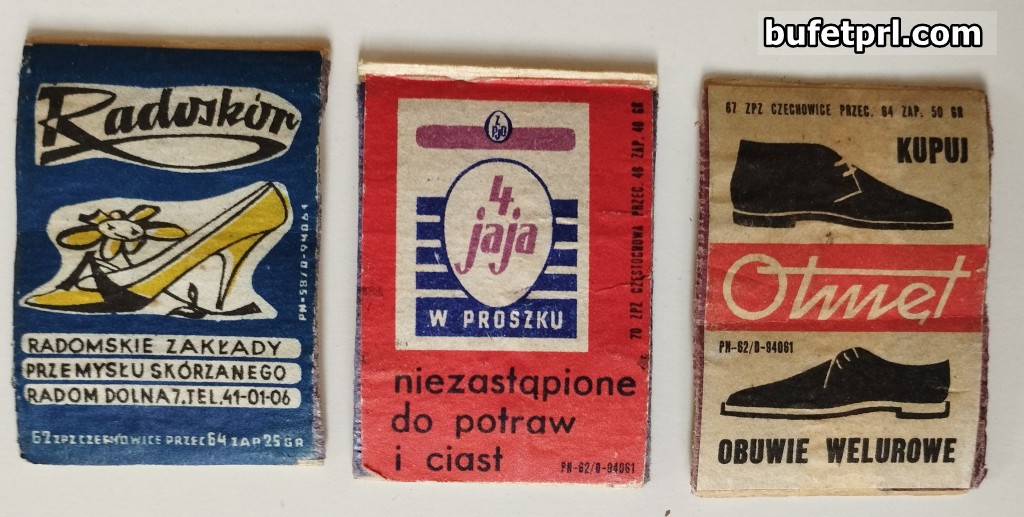 bufetprl.com
Radoskór
RADOMSKIE ZAKŁADY
PRZEMYSŁU SKÓRZANEGO
RADOM DOLNA 7. TEL. 41-01-06
62 ZPZ CZECHOWICE PRZEC 64 ZAP 25 GR
PN-58/D-94061
Z
PJD
4
jaja
W PROSZKU
niezastąpione
do potraw
i ciast
PN-62/D-94061
70 ZPZ CZĘSTOCHOWA PRZEC. 48 ZAP. 40 GR
67 ZPZ CZECHOWICE PRZEC. 64 ZAP. 50 GR
KUPUJ
Otmęt
PN-62/D-94061
OBUWIE WELUROWE